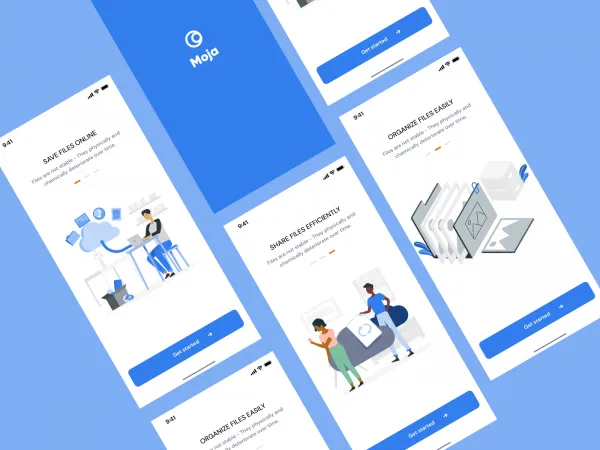 Moja
Get started
9:41
SAVE FILES ONLINE
Files are not stable - They physically and
chemically deteriorate over time.
Get started
9:41
ORGANIZE FILES EASILY
Files are not stable - They physically and
chemically deteriorate over time.
Get started
9:41
SHARE FILES EFFICIENTLY
Files are not stable - They physically and
chemically deteriorate over time.
Get started
9:41
ORGANIZE FILES EASILY
Files are not stable - They physically and
chemically deteriorate over time.